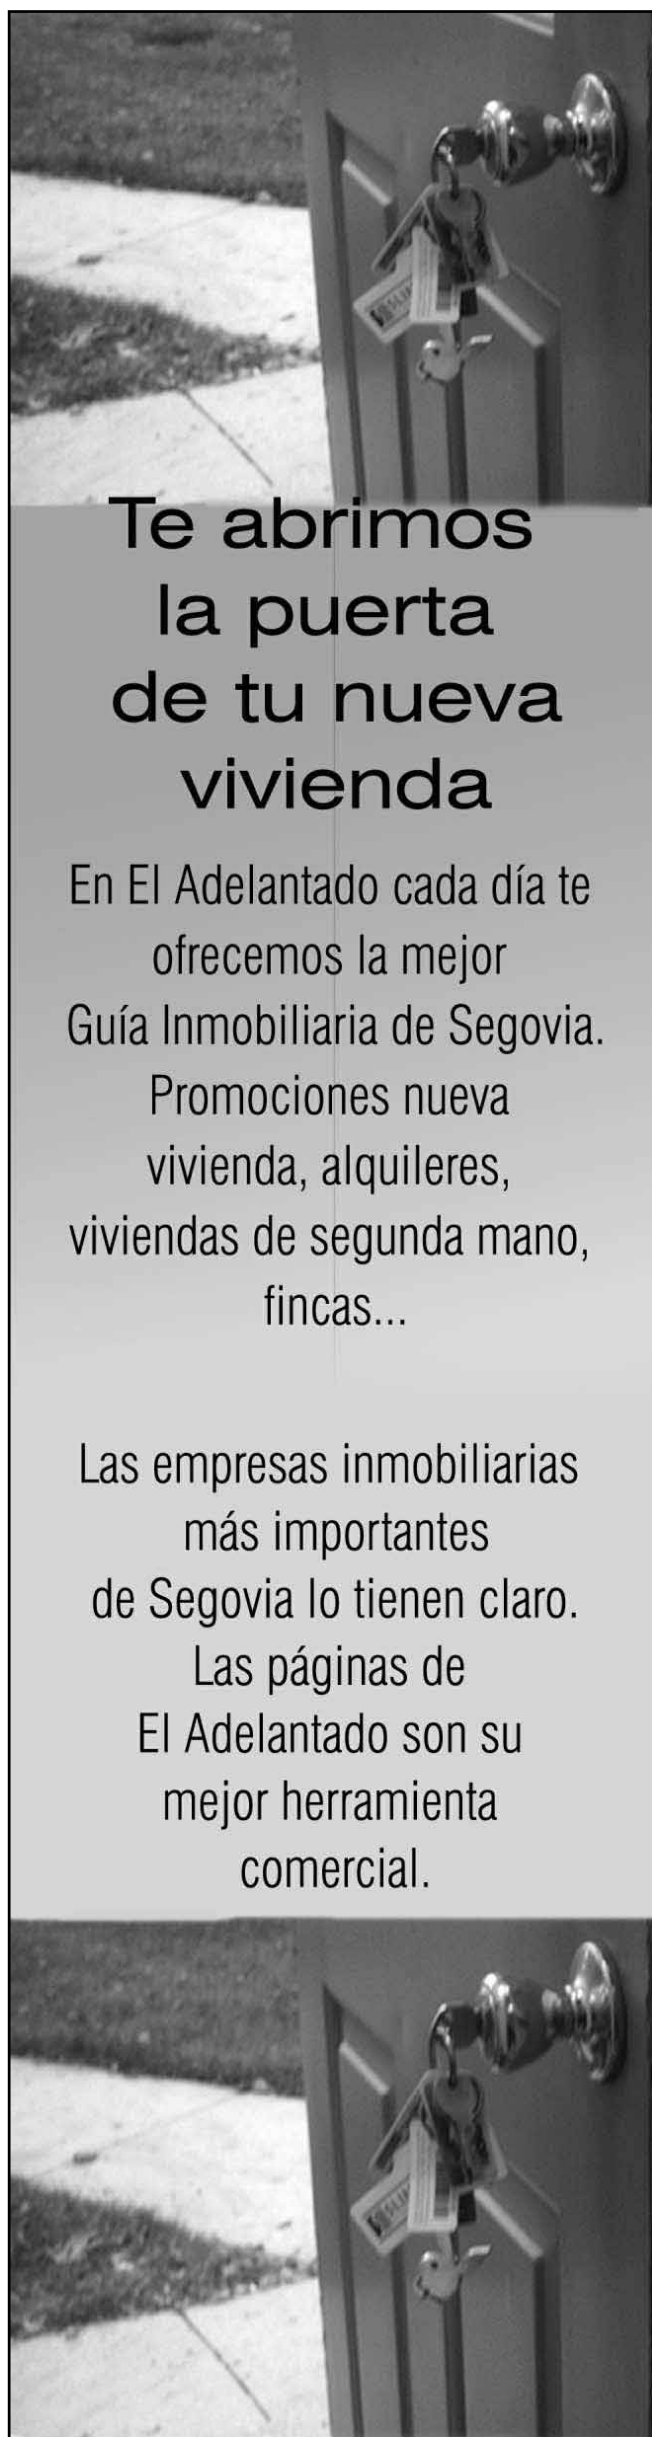 Te abrimos
la puerta
de tu nueva
vivienda
En El Adelantado cada día te
ofrecemos la mejor
Guía Inmobiliaria de Segovia.
Promociones nueva
vivienda, alquileres,
viviendas de segunda mano,
fincas...
Las empresas inmobiliarias
más importantes
de Segovia lo tienen claro.
Las páginas de
El Adelantado son su
mejor herramienta
comercial.